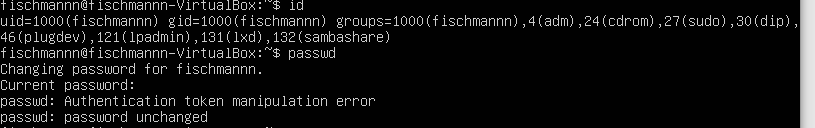 fischmannn@fischmannn-VirtualBox:~$ id
uid=1000(fischmannn) gid=1000(fischmannn) groups=1000(fischmannn),4(adm),24(cdrom),27(sudo),30(dip),
46(plugdev),121(lpadmin),131(lxd),132(sambashare)
fischmannn@fischmannn-VirtualBox:~$ passwd
Changing password for fischmannn.
Current password:
passwd: Authentication token manipulation error
passwd: password unchanged